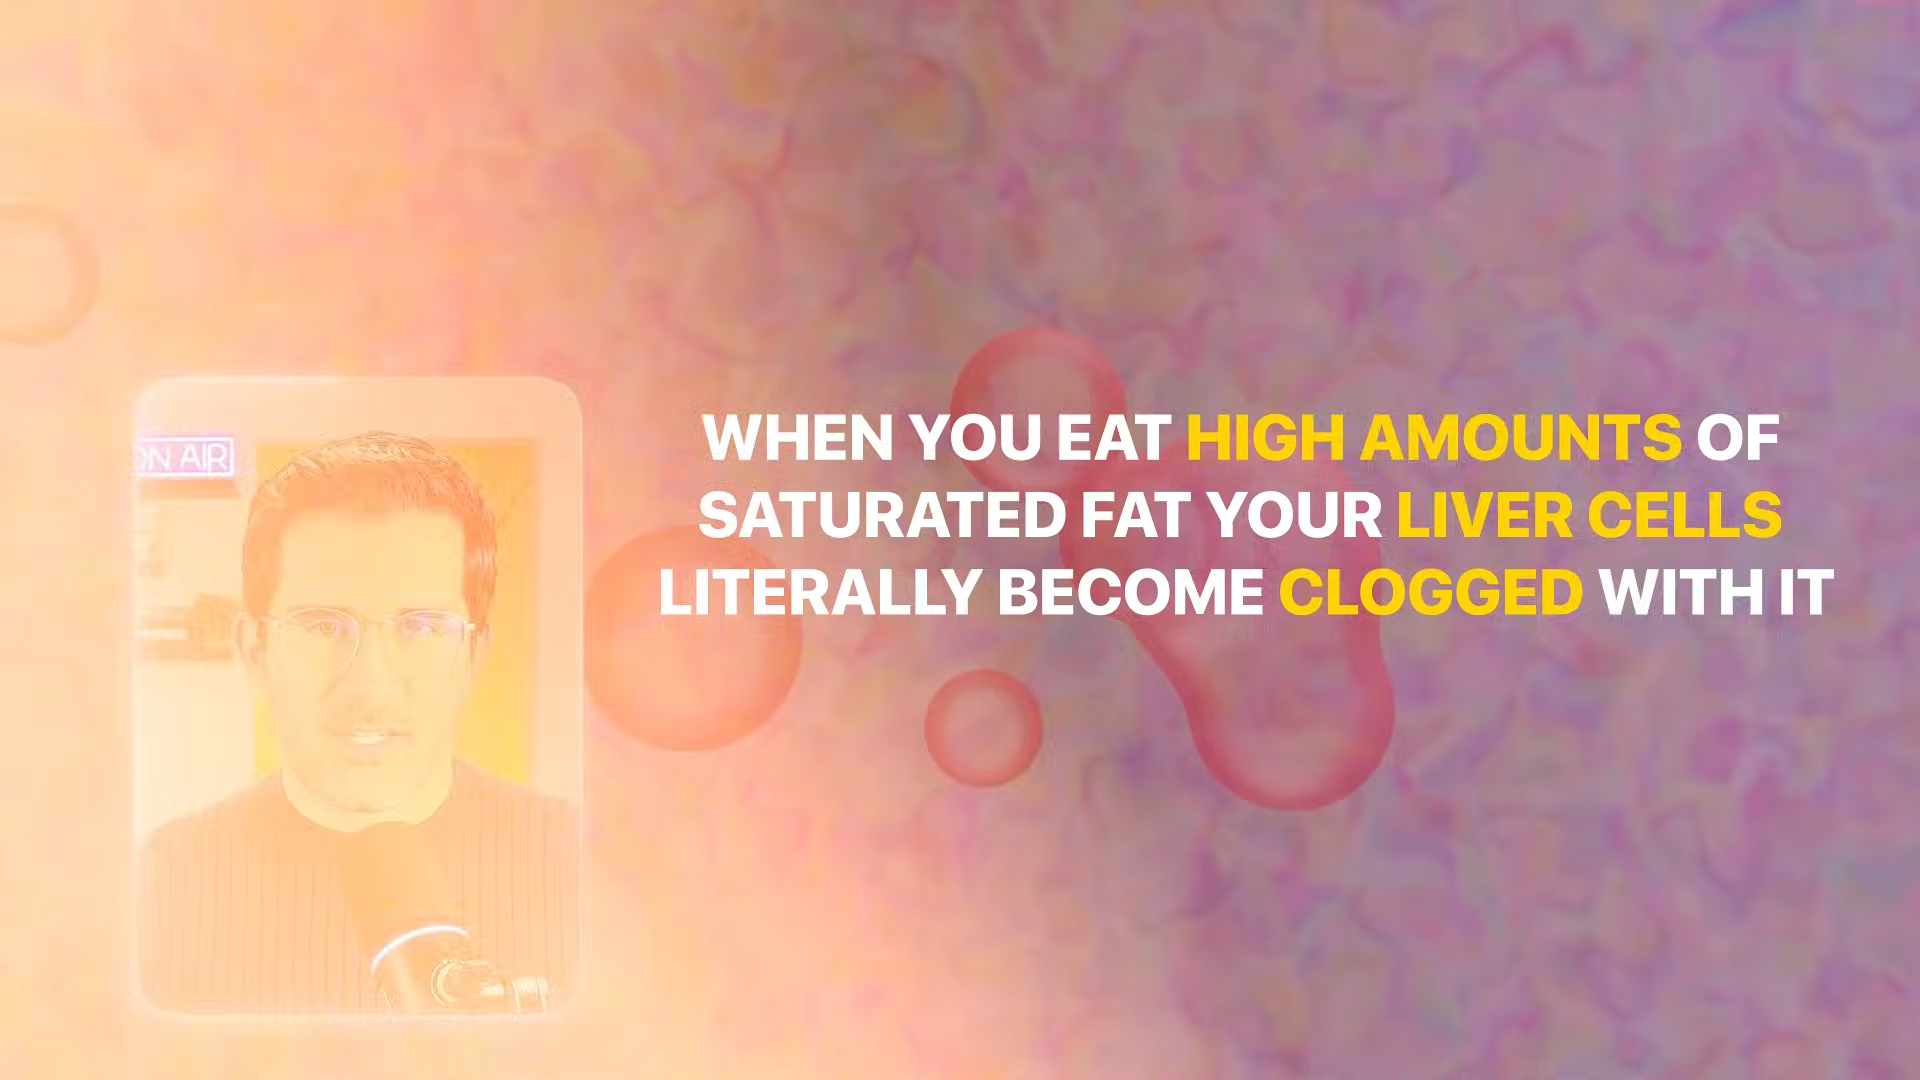 ON AIR
WHEN YOU EAT HIGH AMOUNTS OF
SATURATED FAT YOUR LIVER CELLS
LITERALLY BECOME CLOGGED WITH IT